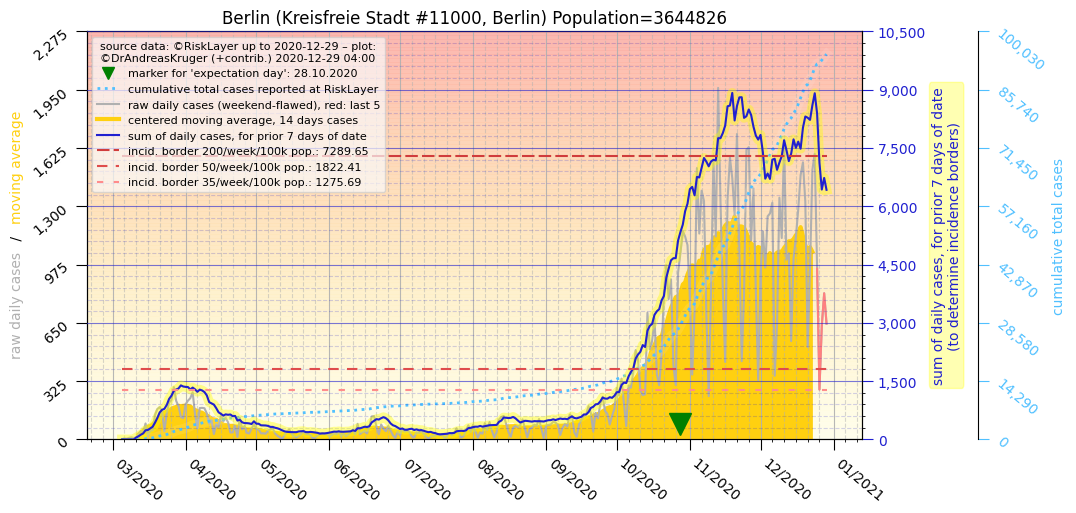 Berlin (Kreisfreie Stadt #11000, Berlin) Population=3644826
source data: ©RiskLayer up to 2020-12-29 – plot:
©DrAndreasKruger (+contrib.) 2020-12-29 04:00
marker for 'expectation day': 28.10.2020
cumulative total cases reported at RiskLayer
raw daily cases (weekend-flawed), red: last 5
centered moving average, 14 days cases
sum of daily cases, for prior 7 days of date
incid. border 200/week/100k pop.: 7289.65
incid. border 50/week/100k pop.: 1822.41
incid. border 35/week/100k pop.: 1275.69
raw daily cases / moving average
2,275
1,950
1,625
1,300
975
650
325
0
03/2020
04/2020
05/2020
06/2020
07/2020
08/2020
09/2020
10/2020
11/2020
12/2020
01/2021
10,500
9,000
7,500
6,000
4,500
3,000
1,500
0
sum of daily cases, for prior 7 days of date
(to determine incidence borders)
100,030
85,740
71,450
57,160
42,870
28,580
14,290
0
cumulative total cases